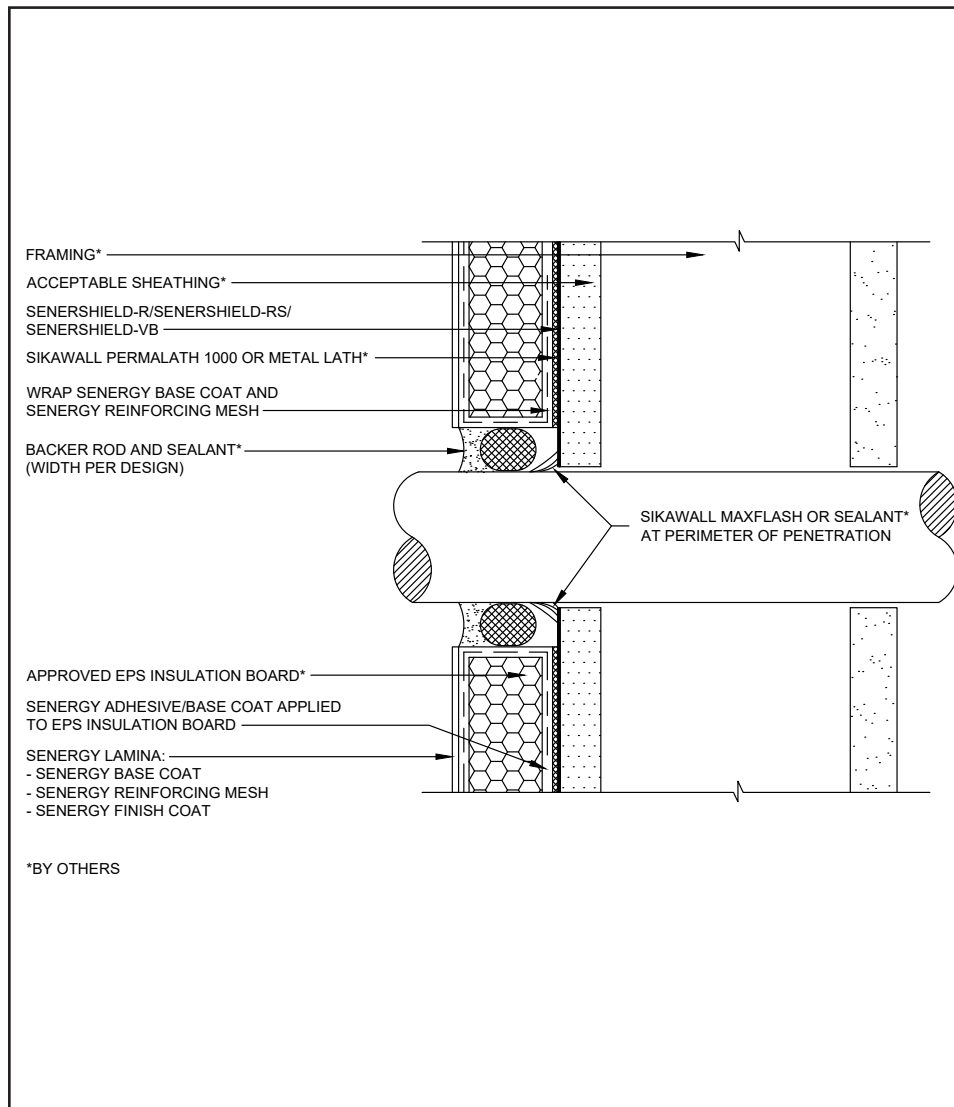 FRAMING*
ACCEPTABLE SHEATHING*
SENERSHIELD-R/SENERSHIELD-RS/
SENERSHIELD-VB
SIKAWALL PERMALATH 1000 OR METAL LATH*
WRAP SENERGY BASE COAT AND
SENERGY REINFORCING MESH
BACKER ROD AND SEALANT*
(WIDTH PER DESIGN)
SIKAWALL MAXFLASH OR SEALANT*
AT PERIMETER OF PENETRATION
APPROVED EPS INSULATION BOARD*
SENERGY ADHESIVE/BASE COAT APPLIED
TO EPS INSULATION BOARD
SENERGY LAMINA:
- SENERGY BASE COAT
- SENERGY REINFORCING MESH
- SENERGY FINISH COAT
*BY OTHERS